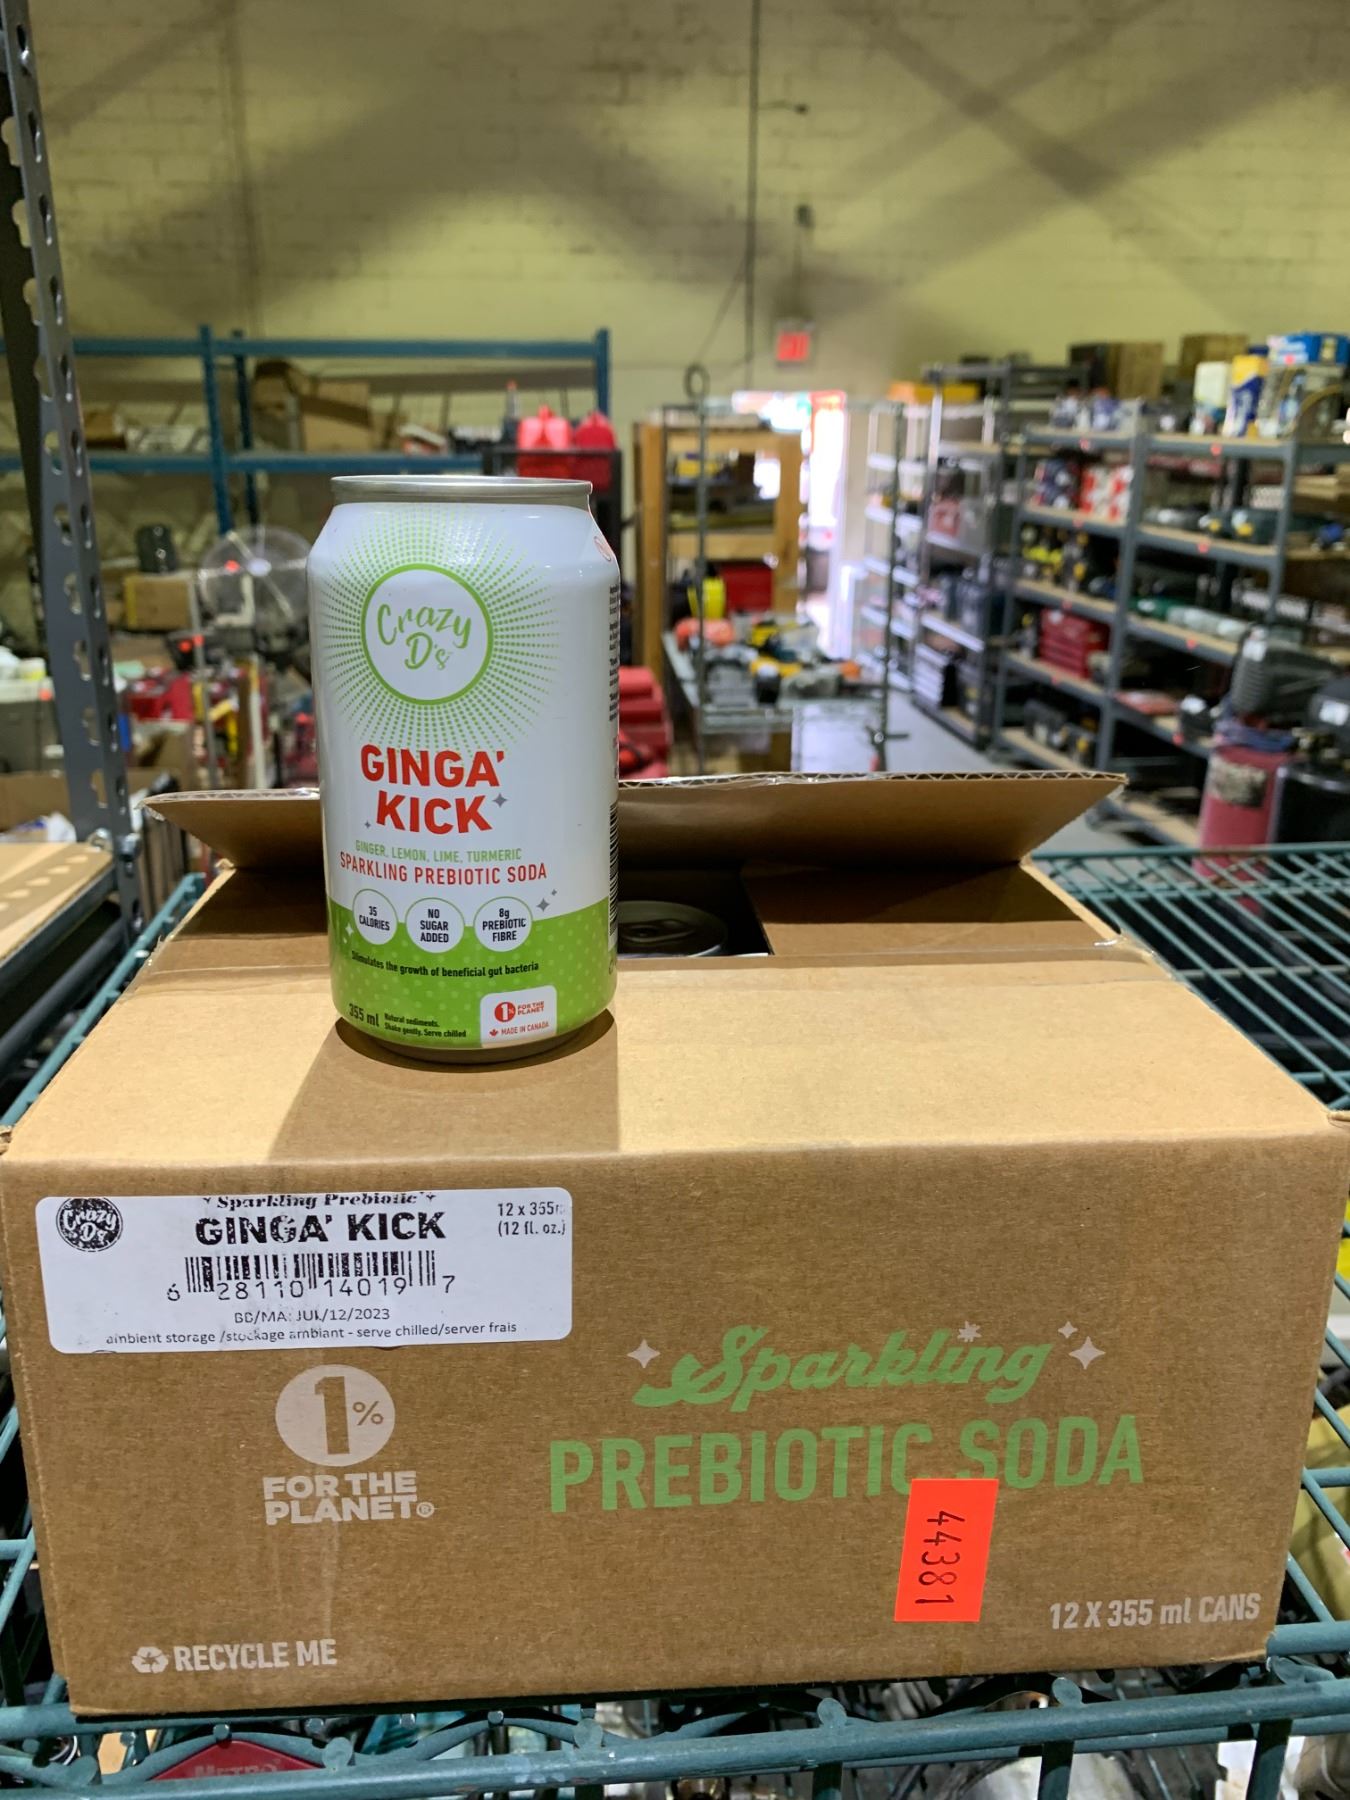 Crazy
D's
GINGA'
KICK
GINGER, LEMON, LIME, TURMERIC
SPARKLING PREBIOTIC SODA
35
CALORIES
NO
SUGAR
ADDED
8g
PREBIOTIC
FIBRE
Stimulates the growth of beneficial gut bacteria
355 ml
Natural sediments.
Shake gently. Serve chilled
1%
FOR THE
PLANET
MADE IN CANADA
Crazy
D's
Sparkling Prebiotic
GINGA' KICK
12 x 355
(12 fl. oz.)
6 28110 14019 7
BB/MA: JUL/12/2023
ambient storage /stockage ambiant - serve chilled/server frais
1%
FOR THE
PLANET®
Sparkling
PREBIOTIC SODA
44381
12 X 355 ml CANS
RECYCLE ME